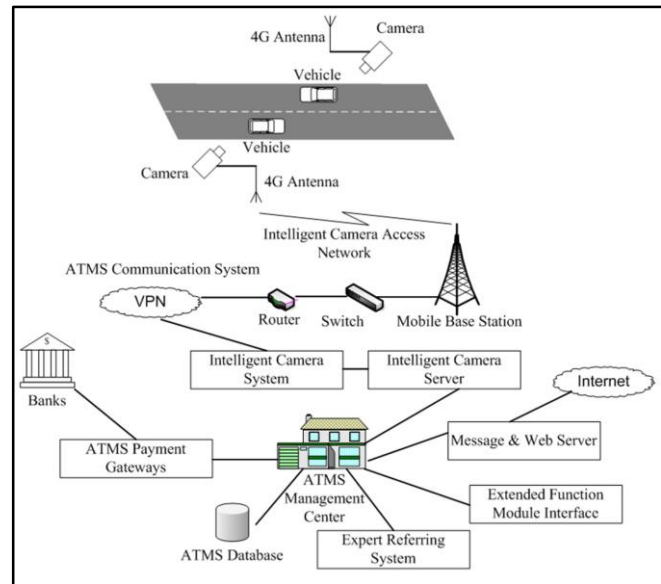 4G Antenna
Camera
Vehicle
Vehicle
Camera
4G Antenna
Intelligent Camera Access
Network
ATMS Communication System
VPN
Router
Switch
Mobile Base Station
Intelligent Camera
System
Intelligent Camera
Server
$
Banks
Internet
ATMS Payment
Gateways
Message & Web Server
ATMS
Management
Center
Extended Function
Module Interface
ATMS Database
Expert Referring
System